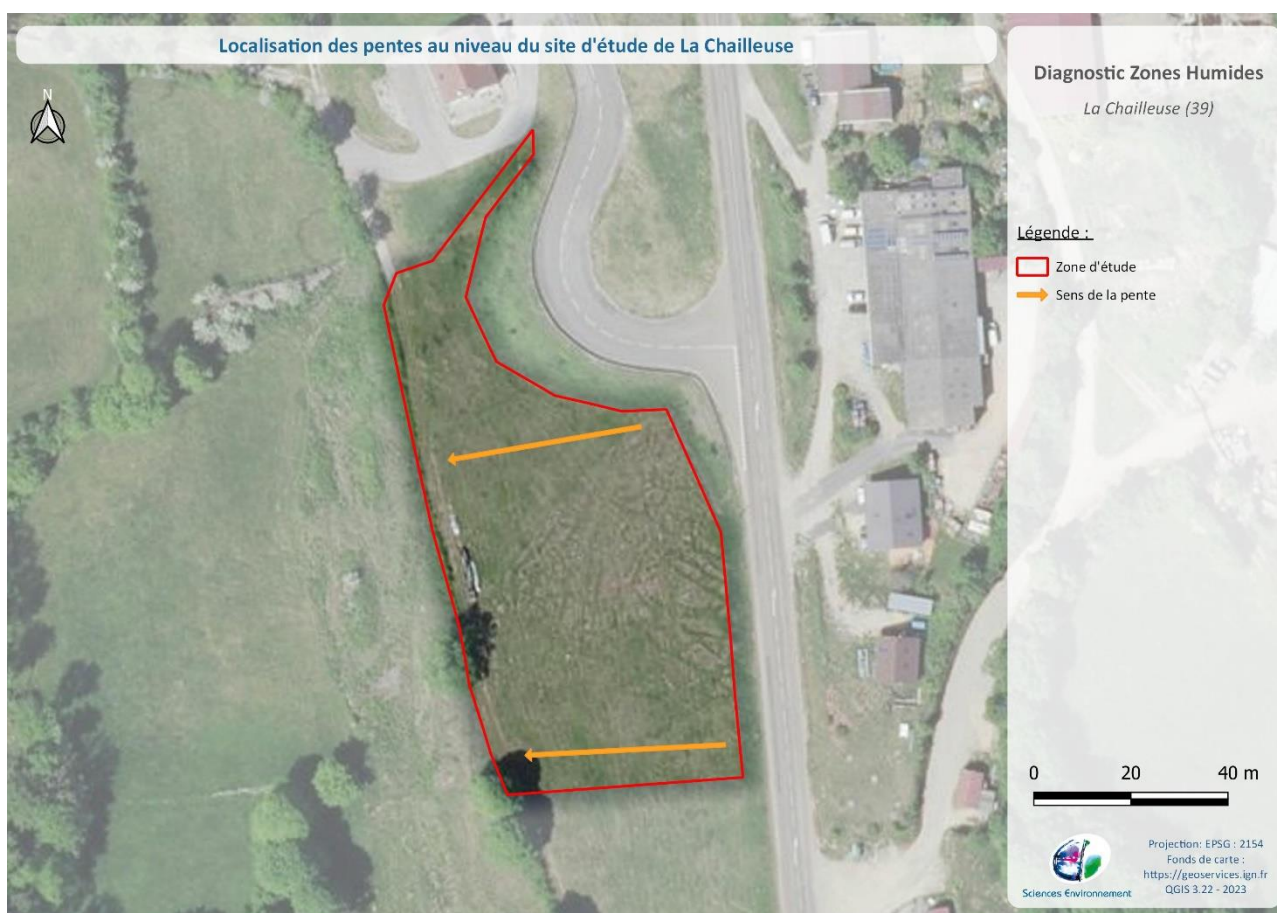 Localisation des pentes au niveau du site d'étude de La Chailleuse
N
Diagnostic Zones Humides
La Chailleuse (39)
Légende :
Zone d'étude
Sens de la pente
0 20 40 m
Sciences Environnement
Projection: EPSG : 2154
Fonds de carte :
https://geoservices.ign.fr
QGIS 3.22 - 2023